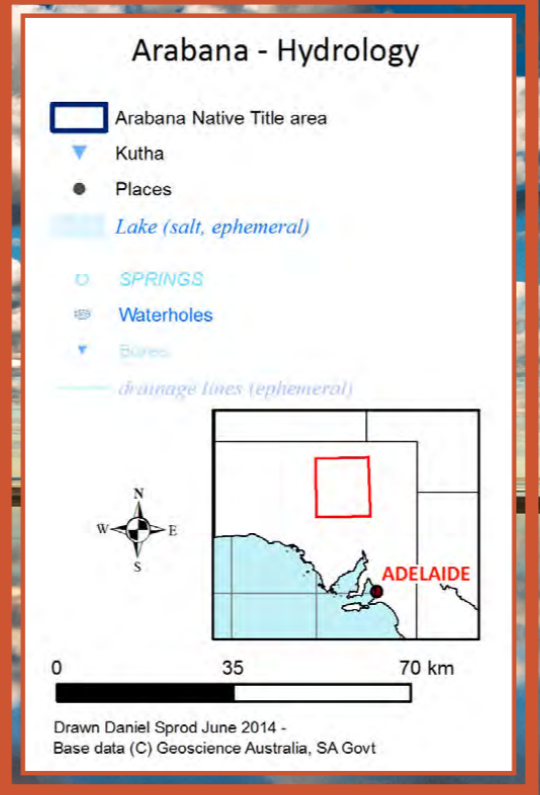 Arabana - Hydrology
Arabana Native Title area
Kutha
Places
Lake (salt, ephemeral)
SPRINGS
Waterholes
Bores
drainage lines (ephemeral)
N
W E
S
ADELAIDE
0 35 70 km
Drawn Daniel Sprod June 2014 -
Base data (C) Geoscience Australia, SA Govt